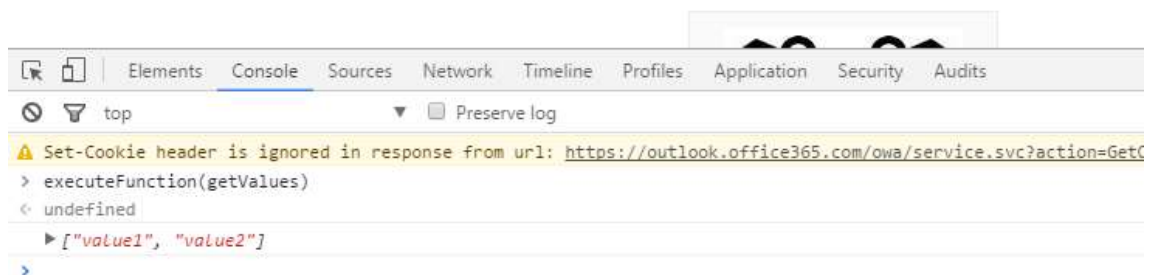 Elements Console Sources Network Timeline Profiles Application Security Audits
top Preserve log
Set-Cookie header is ignored in response from url: https://outlook.office365.com/owa/service.svc?action=GetC
> executeFunction(getValues)
< undefined
["value1", "value2"]
>